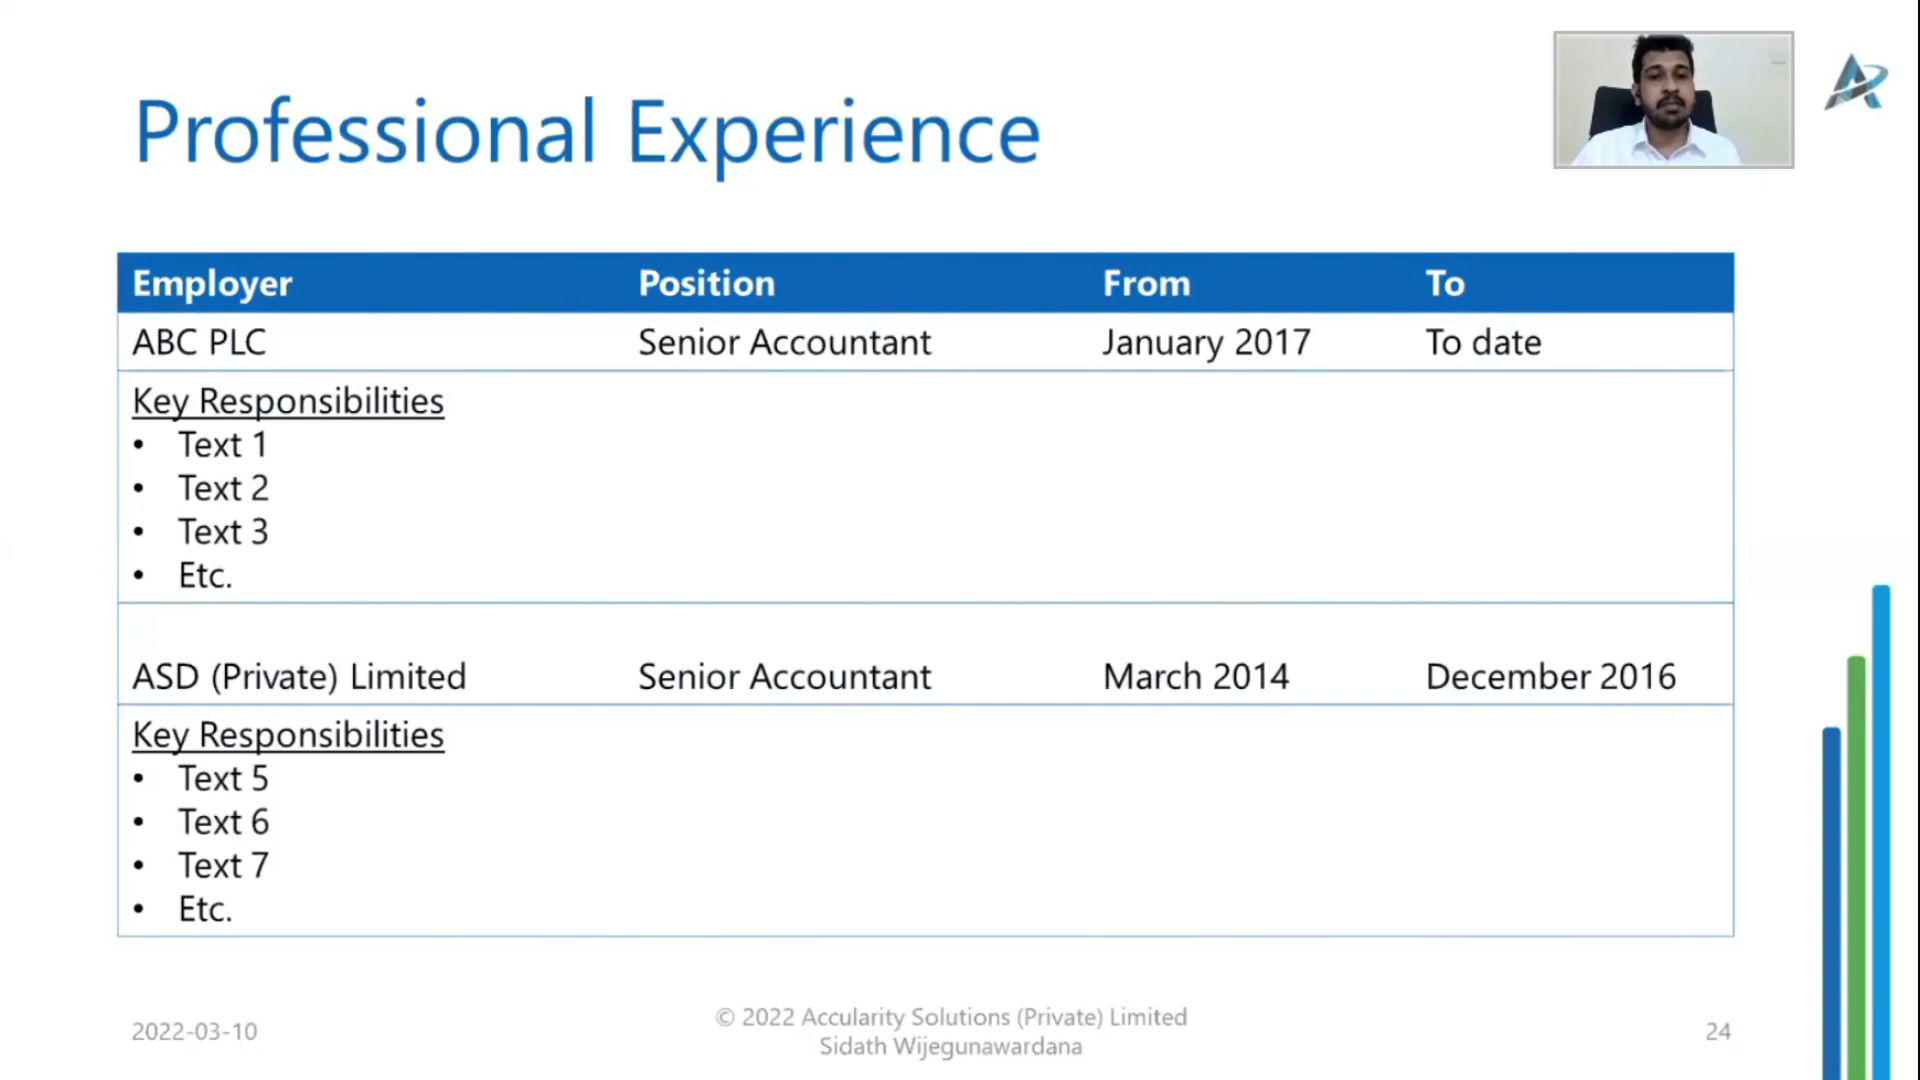 Professional Experience
Employer Position From To
ABC PLC Senior Accountant January 2017 To date
Key Responsibilities
• Text 1
• Text 2
• Text 3
• Etc.
ASD (Private) Limited Senior Accountant March 2014 December 2016
Key Responsibilities
• Text 5
• Text 6
• Text 7
• Etc.
2022-03-10
© 2022 Accularity Solutions (Private) Limited
Sidath Wijegunawardana
24